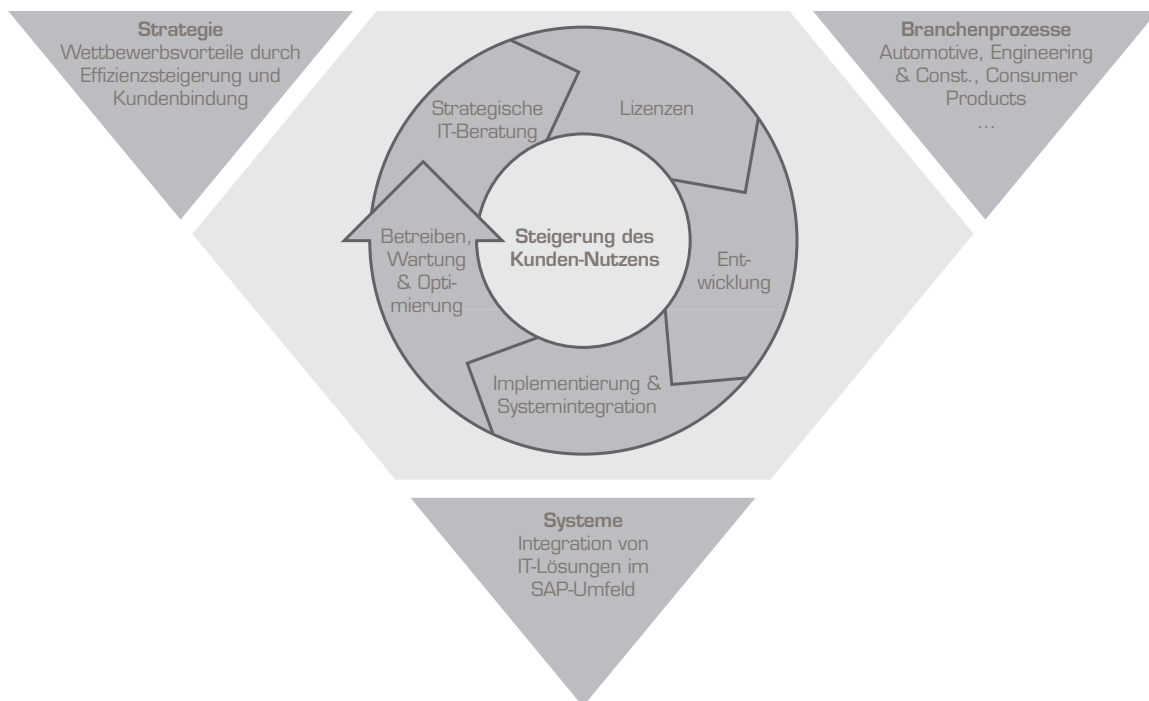 Strategie
Wettbewerbsvorteile durch
Effizienzsteigerung und
Kundenbindung
Branchenprozesse
Automotive, Engineering
& Const., Consumer
Products
...
Strategische
IT-Beratung
Lizenzen
Ent-
wicklung
Implementierung &
Systemintegration
Betreiben,
Wartung
& Opti-
mierung
Steigerung des
Kunden-Nutzens
Systeme
Integration von
IT-Lösungen im
SAP-Umfeld